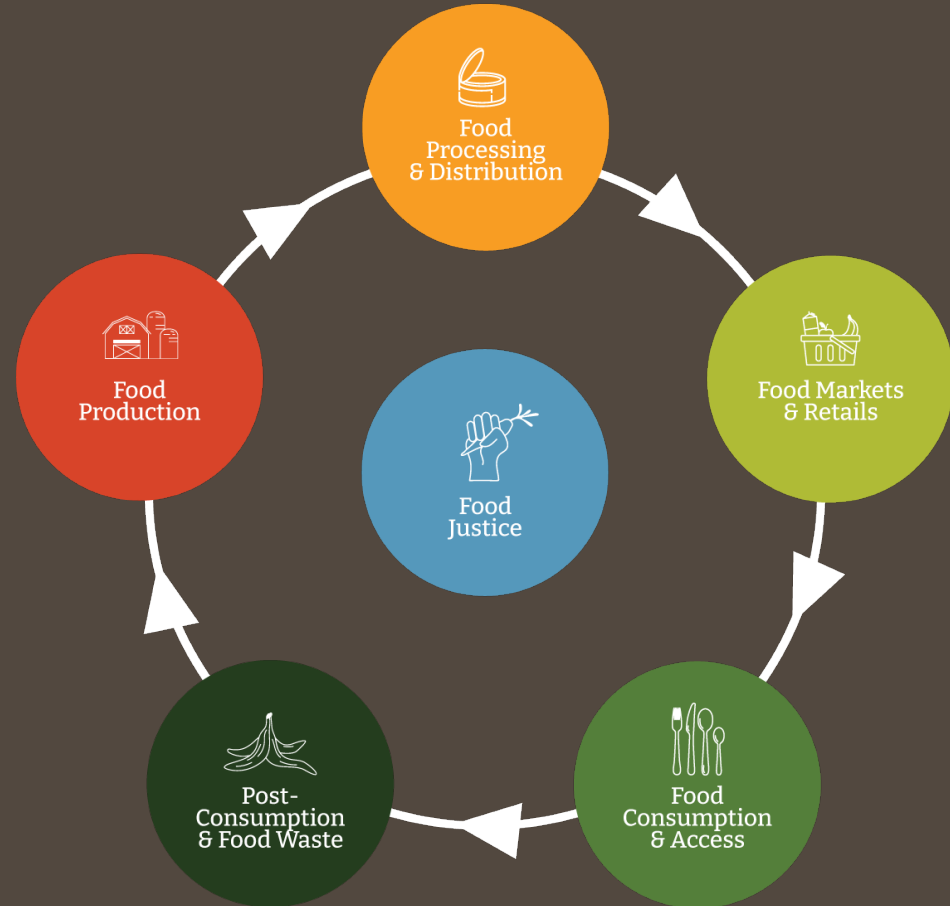 Food
Processing
& Distribution
Food
Production
Food Markets
& Retails
Food
Justice
Post-
Consumption
& Food Waste
Food
Consumption
& Access